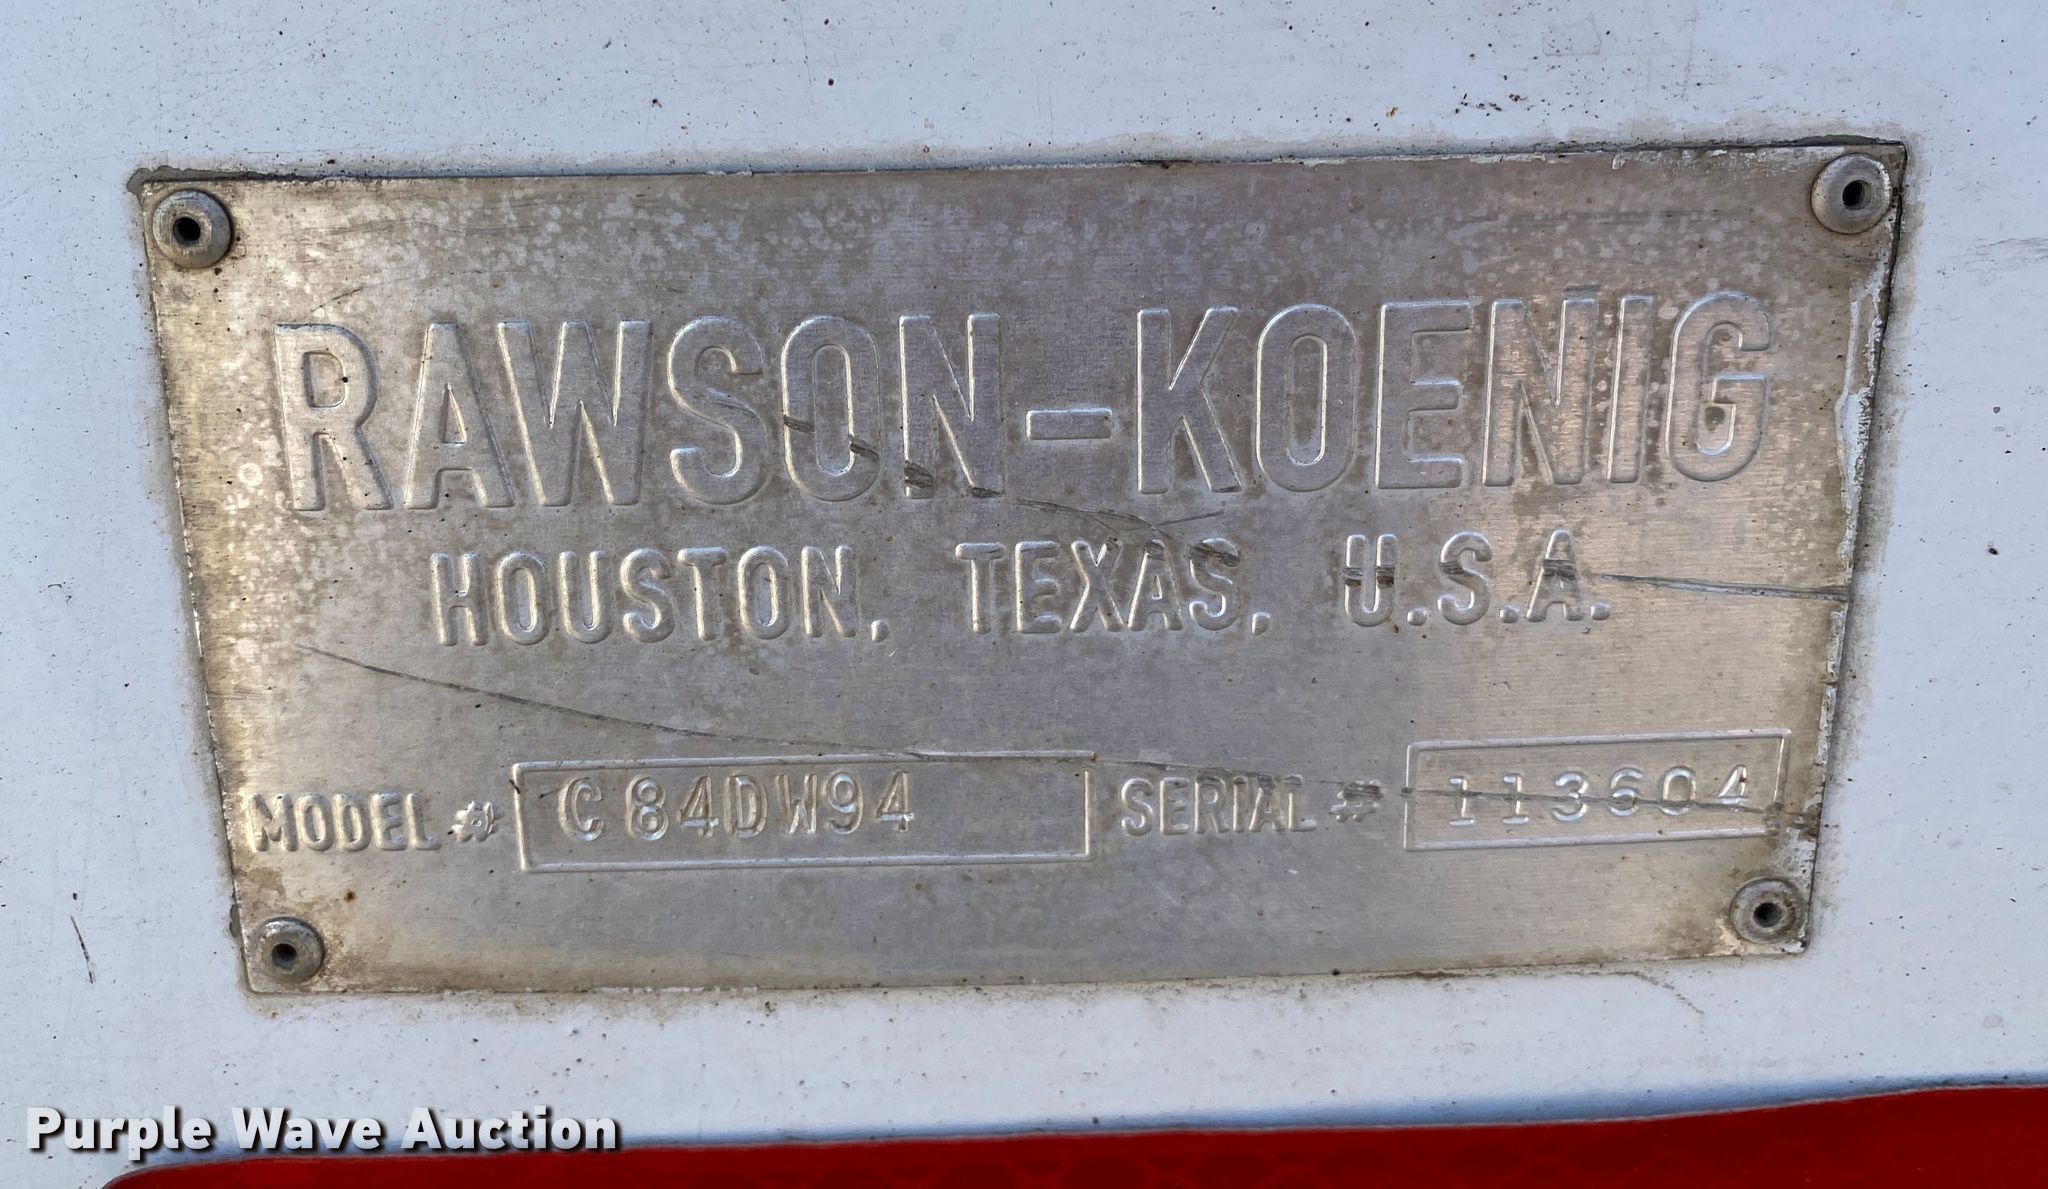 RAWSON-KOENIG
HOUSTON, TEXAS, U.S.A.
MODEL # C84DW94 SERIAL # 113604
Purple Wave Auction